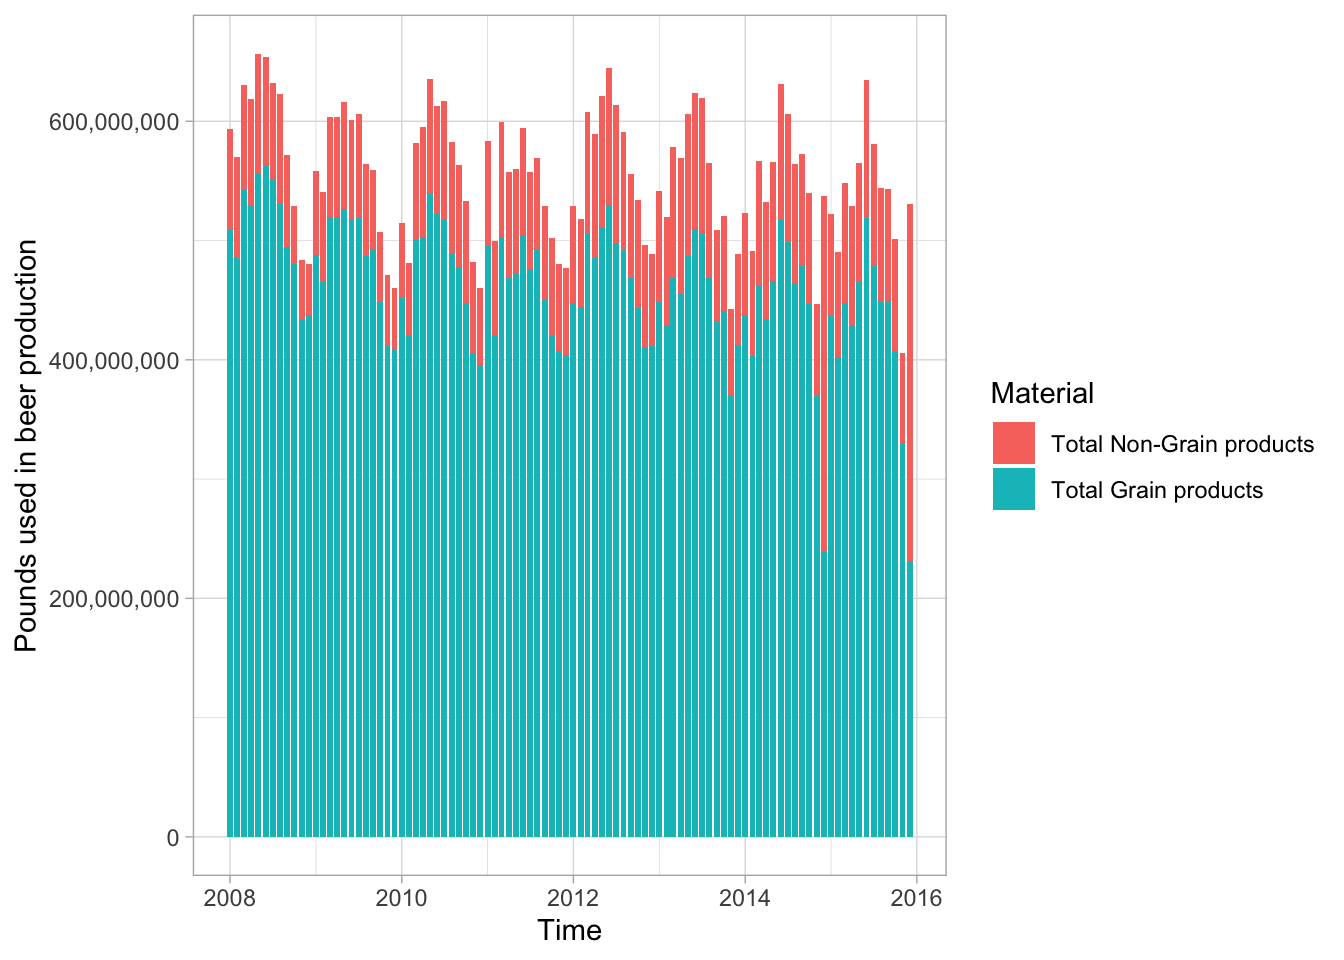 Pounds used in beer production
600,000,000
400,000,000
200,000,000
0
2008
2010
2012
2014
2016
Time
Material
Total Non-Grain products
Total Grain products